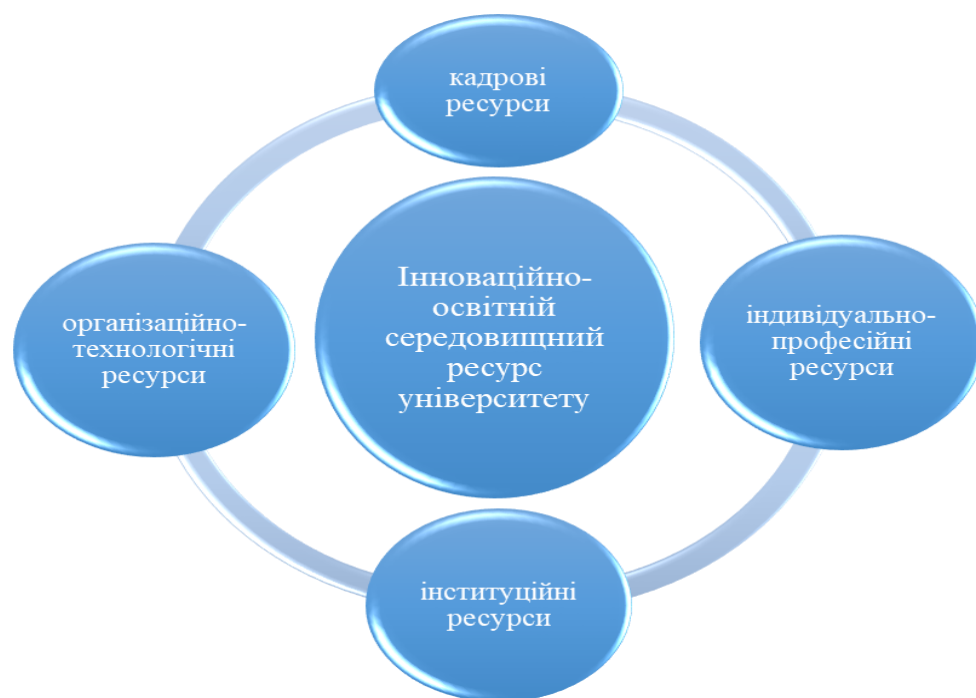 кадрові
ресурси
Інноваційно-
освітній
середовищний
ресурс
університету
організаційно-
технологічні
ресурси
індивідуально-
професійні
ресурси
інституційні
ресурси